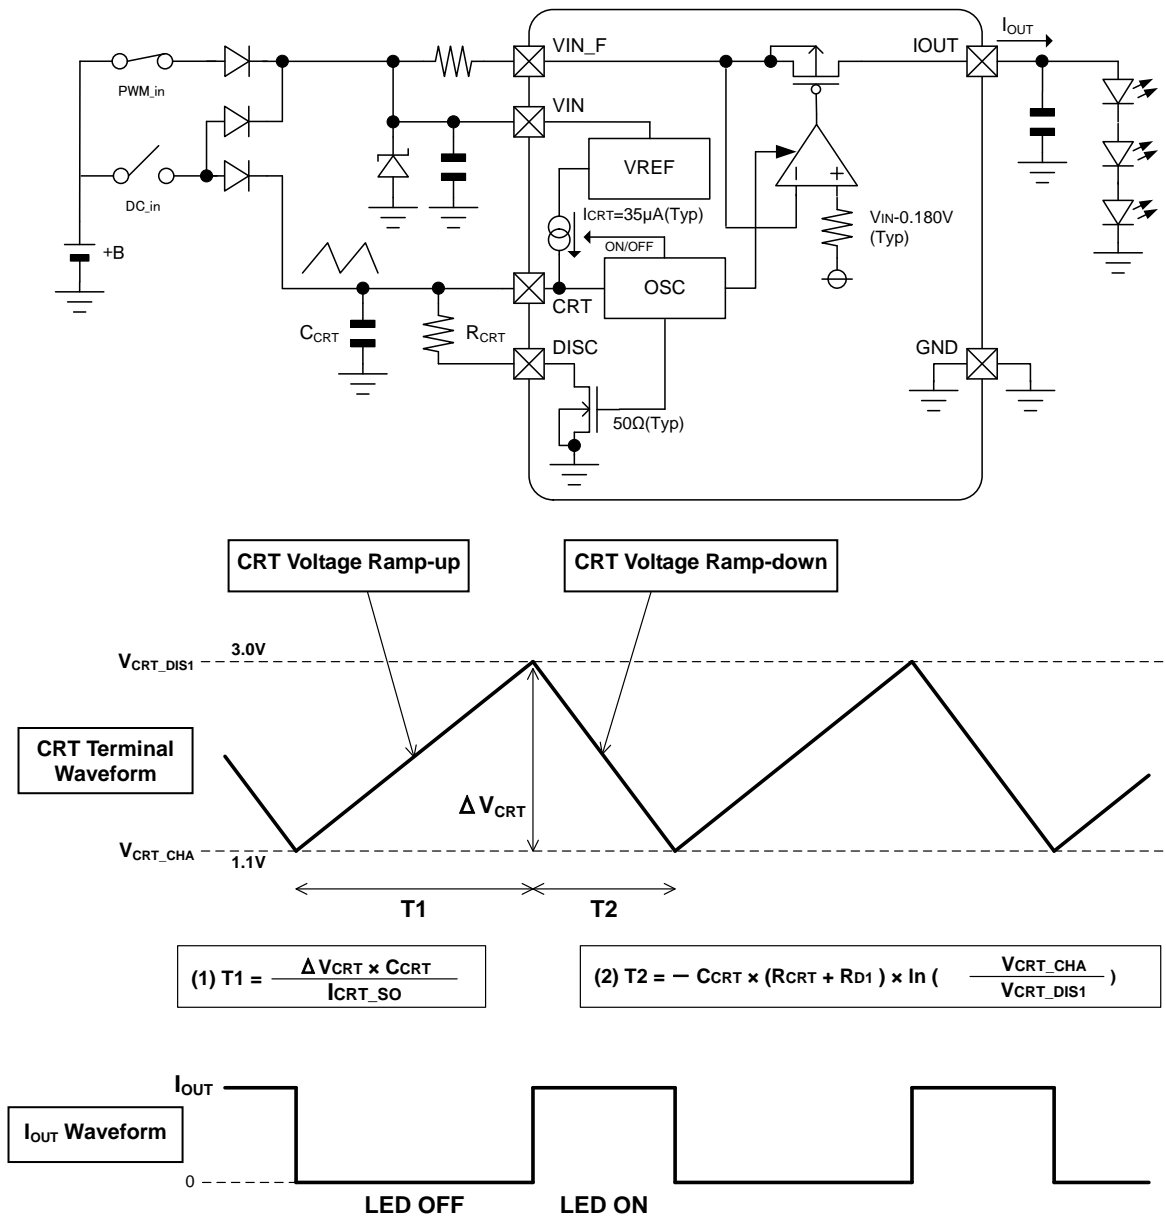 PWM_in
DC_in
+B
VIN_F
VIN
VREF
ICRT=35µA(Typ)
ON/OFF
OSC
CRT
CCRT
RCRT
DISC
50Ω(Typ)
IOUT
IOUT
VIN-0.180V
(Typ)
GND
CRT Voltage Ramp-up
CRT Voltage Ramp-down
VCRT_DIS1
3.0V
CRT Terminal
Waveform
Δ VCRT
VCRT_CHA
1.1V
T1
T2
(1) T1 = Δ VCRT × CCRT / ICRT_SO
(2) T2 = − CCRT × (RCRT + RD1 ) × ln ( VCRT_CHA / VCRT_DIS1 )
IOUT
IOUT Waveform
0
LED OFF
LED ON